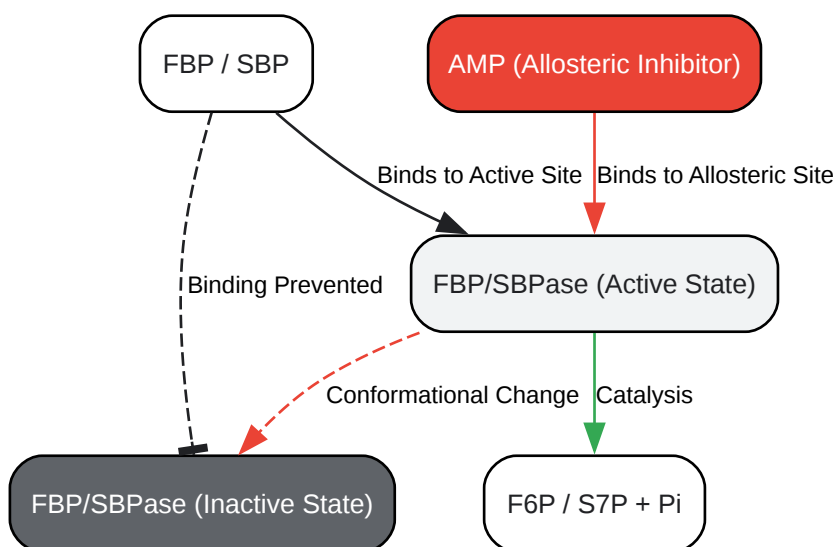 FBP / SBP
AMP (Allosteric Inhibitor)
Binds to Active Site
Binds to Allosteric Site
FBP/SBPase (Active State)
Binding Prevented
Conformational Change
Catalysis
FBP/SBPase (Inactive State)
F6P / S7P + Pi